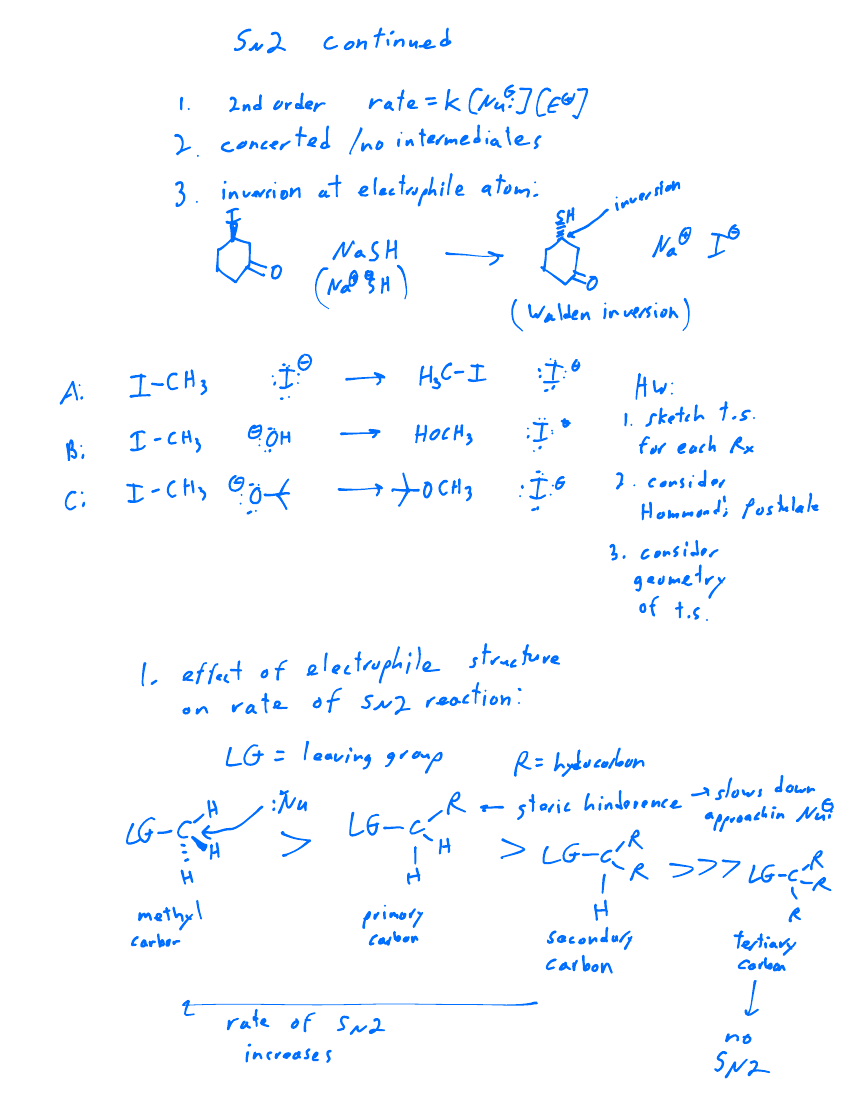 SN2 continued
1. 2nd order rate = k [Nu:⊖] [E⊕]
2. concerted / no intermediales
3. inversion at electrophile atom:
I
SH
inversion
O
NaSH
→
O
Na⊕ I⊖
(Na⊕ ⊖SH)
(Walden inversion)
A: I-CH3 :I:⊖ → H3C-I :I:⊖
B: I-CH3 ⊖:OH → HOCH3 :I:
C: I-CH3 ⊖:O → OCH3 :I:⊖
HW:
1. sketch t.s.
for each Rx
2. consider
Hommond's Postulate
3. consider
geometry
of t.s.
1. effect of electrophile structure
on rate of SN2 reaction:
LG = leaving group R = hydocarbon
LG-C H H H :Nu
>
LG-C R H H
← steric hinderence → slows down
approachin Nu:⊖
>
LG-C R R H
>>>
LG-C R R R
methyl
carbon
primary
carbon
secondary
carbon
tertiary
carbon
↓
no
SN2
rate of SN2
increases